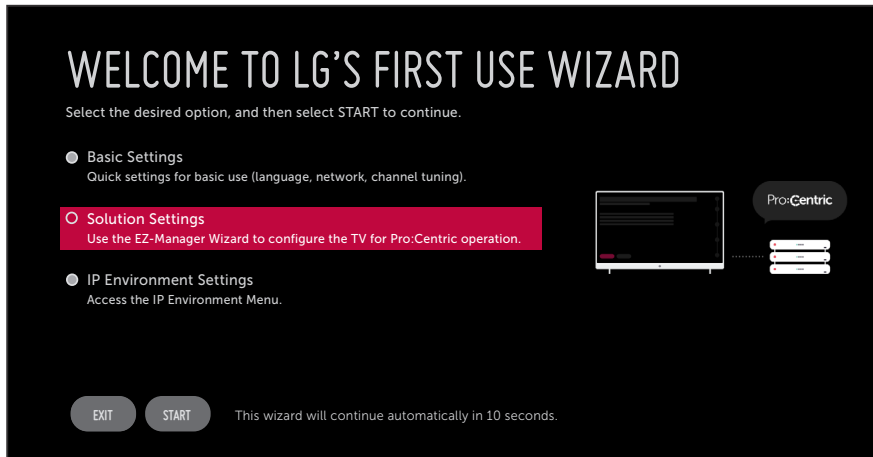 WELCOME TO LG'S FIRST USE WIZARD
Select the desired option, and then select START to continue.
Basic Settings
Quick settings for basic use (language, network, channel tuning).
Solution Settings
Use the EZ-Manager Wizard to configure the TV for Pro:Centric operation.
Pro:Centric
IP Environment Settings
Access the IP Environment Menu.
EXIT START This wizard will continue automatically in 10 seconds.